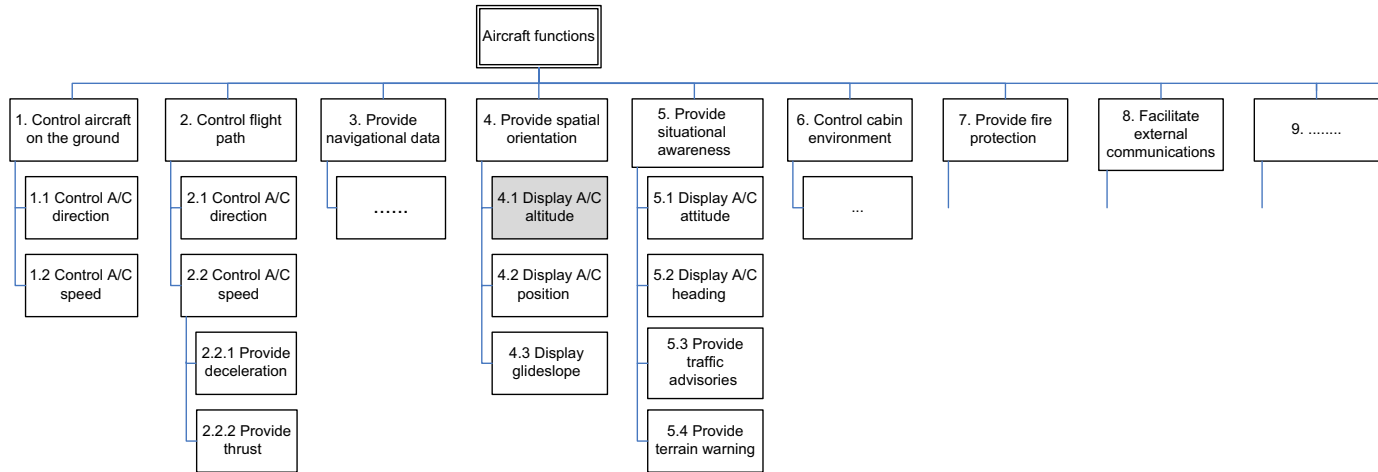 Aircraft functions
1. Control aircraft
on the ground
2. Control flight
path
3. Provide
navigational data
4. Provide spatial
orientation
5. Provide
situational
awareness
6. Control cabin
environment
7. Provide fire
protection
8. Facilitate
external
communications
9. ........
1.1 Control A/C
direction
1.2 Control A/C
speed
2.1 Control A/C
direction
2.2 Control A/C
speed
2.2.1 Provide
deceleration
2.2.2 Provide
thrust
......
4.1 Display A/C
altitude
4.2 Display A/C
position
4.3 Display
glideslope
5.1 Display A/C
attitude
5.2 Display A/C
heading
5.3 Provide
traffic
advisories
5.4 Provide
terrain warning
...